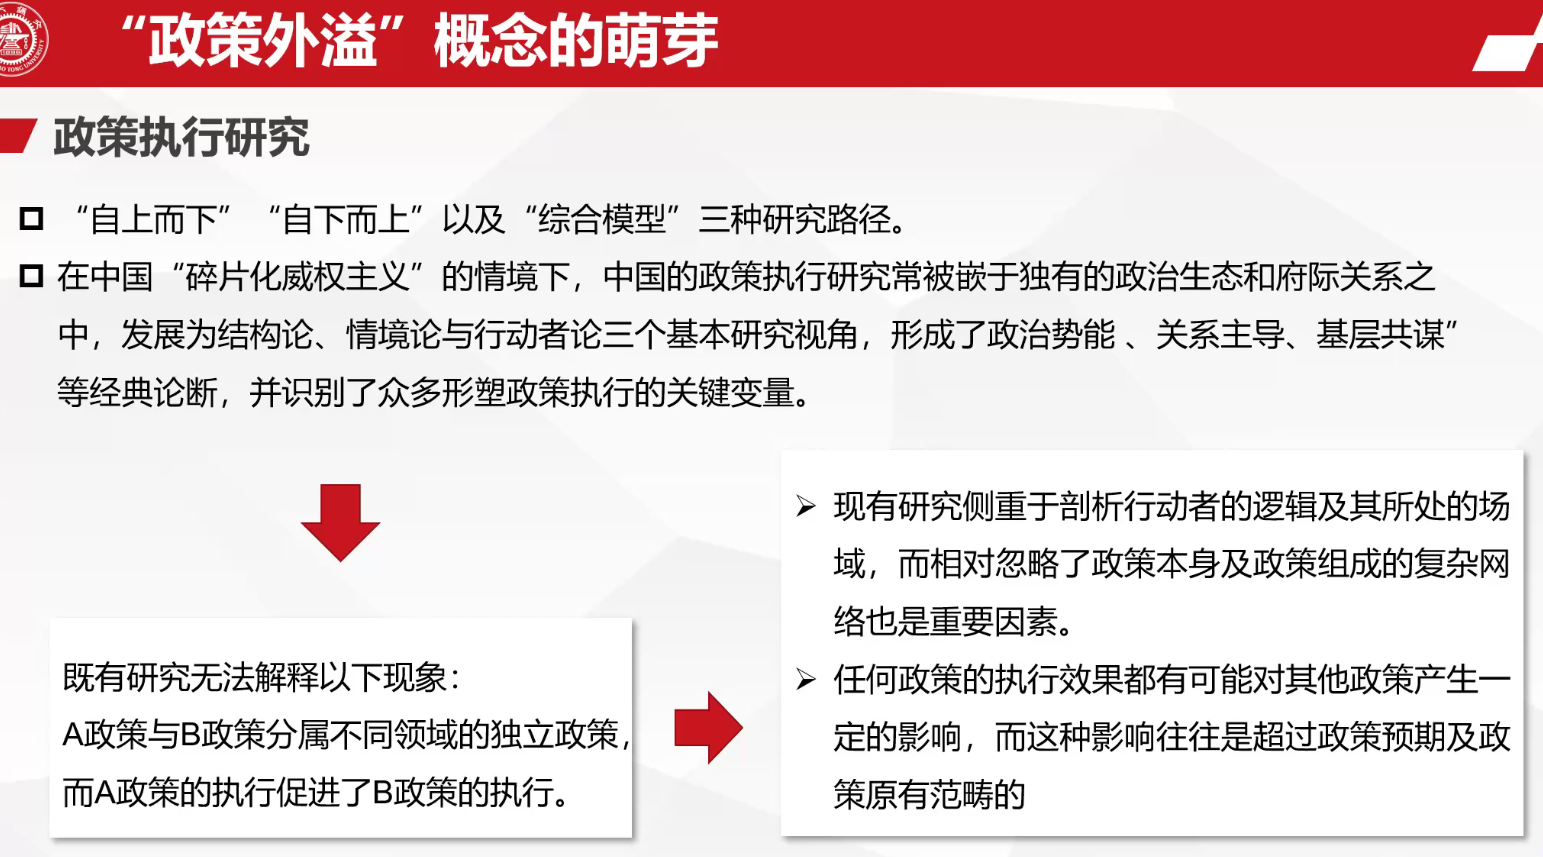 “政策外溢”概念的萌芽
政策执行研究
“自上而下”“自下而上”以及“综合模型”三种研究路径。
在中国“碎片化威权主义”的情境下，中国的政策执行研究常被嵌于独有的政治生态和府际关系之
中，发展为结构论、情境论与行动者论三个基本研究视角，形成了政治势能 、关系主导、基层共谋”
等经典论断，并识别了众多形塑政策执行的关键变量。
既有研究无法解释以下现象：
A政策与B政策分属不同领域的独立政策，
而A政策的执行促进了B政策的执行。
现有研究侧重于剖析行动者的逻辑及其所处的场
域，而相对忽略了政策本身及政策组成的复杂网
络也是重要因素。
任何政策的执行效果都有可能对其他政策产生一
定的影响，而这种影响往往是超过政策预期及政
策原有范畴的